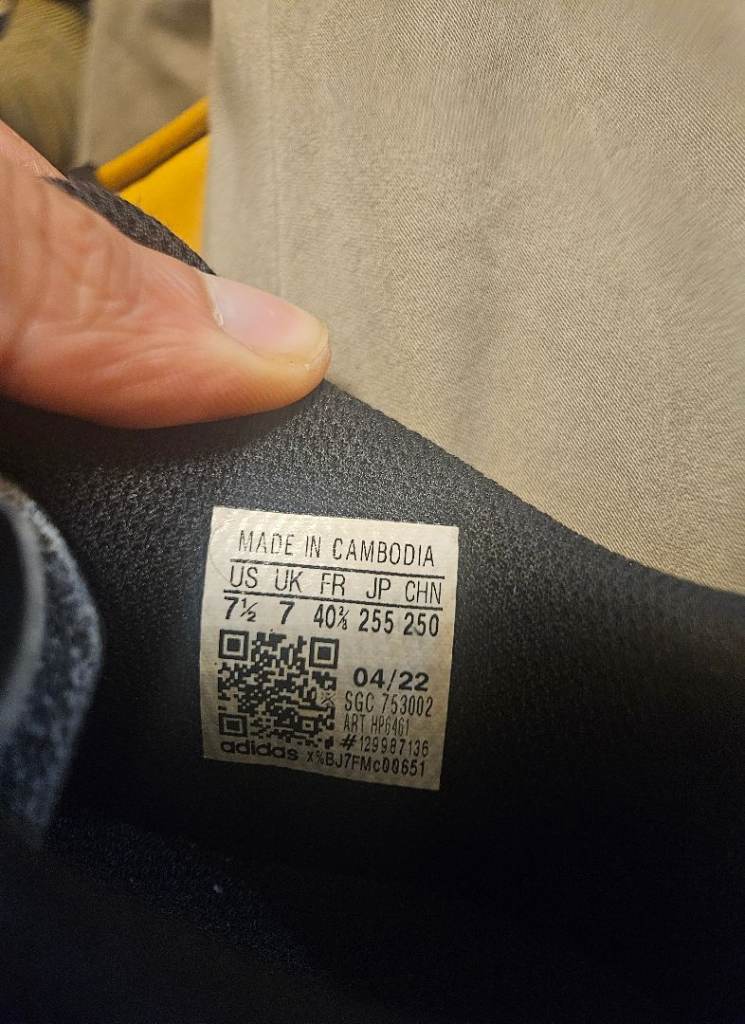 MADE IN CAMBODIA
US UK FR JP CHN
7½ 7 40⅔ 255 250
04/22
SGC 753002
ART HP6461
#129987136
adidas x%BJ7FMc00651